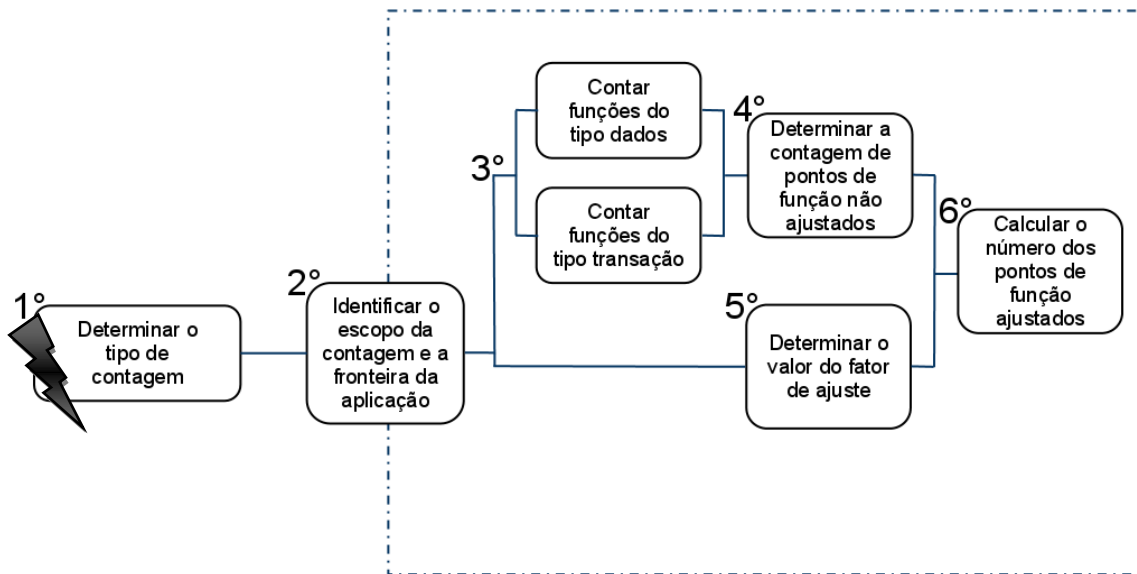 1°
Determinar o
tipo de
contagem
2°
Identificar o
escopo da
contagem e a
fronteira da
aplicação
3°
Contar
funções do
tipo dados
Contar
funções do
tipo transação
4°
Determinar a
contagem de
pontos de
função não
ajustados
5°
Determinar o
valor do fator
de ajuste
6°
Calcular o
número dos
pontos de
função
ajustados